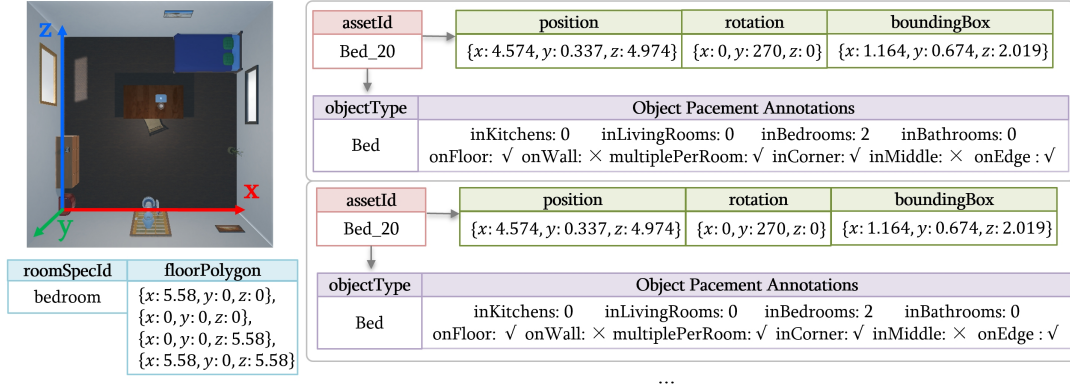 z
x
y
roomSpecId floorPolygon
bedroom {x: 5.58, y: 0, z: 0},
{x: 0, y: 0, z: 0},
{x: 0, y: 0, z: 5.58},
{x: 5.58, y: 0, z: 5.58}
assetId position rotation boundingBox
Bed_20 {x: 4.574, y: 0.337, z: 4.974} {x: 0, y: 270, z: 0} {x: 1.164, y: 0.674, z: 2.019}
objectType Object Pacement Annotations
Bed inKitchens: 0 inLivingRooms: 0 inBedrooms: 2 inBathrooms: 0
onFloor: √ onWall: × multiplePerRoom: √ inCorner: √ inMiddle: × onEdge : √
assetId position rotation boundingBox
Bed_20 {x: 4.574, y: 0.337, z: 4.974} {x: 0, y: 270, z: 0} {x: 1.164, y: 0.674, z: 2.019}
objectType Object Pacement Annotations
Bed inKitchens: 0 inLivingRooms: 0 inBedrooms: 2 inBathrooms: 0
onFloor: √ onWall: × multiplePerRoom: √ inCorner: √ inMiddle: × onEdge : √
...